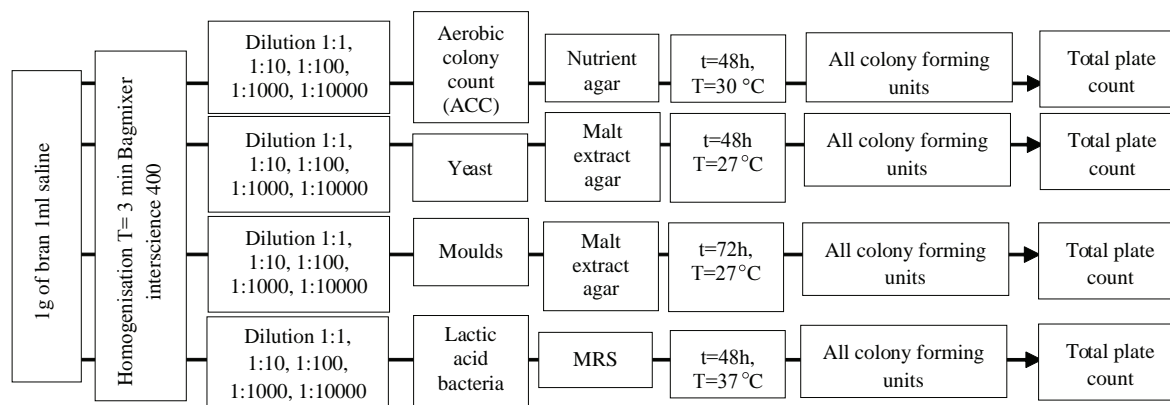 1g of bran 1ml saline
Homogenisation T= 3 min Bagmixer
interscience 400
Dilution 1:1,
1:10, 1:100,
1:1000, 1:10000
Aerobic
colony
count
(ACC)
Nutrient
agar
t=48h,
T=30 °C
All colony forming
units
Total plate
count
Dilution 1:1,
1:10, 1:100,
1:1000, 1:10000
Yeast
Malt
extract
agar
t=48h
T=27°C
All colony forming
units
Total plate
count
Dilution 1:1,
1:10, 1:100,
1:1000, 1:10000
Moulds
Malt
extract
agar
t=72h,
T=27°C
All colony forming
units
Total plate
count
Dilution 1:1,
1:10, 1:100,
1:1000, 1:10000
Lactic
acid
bacteria
MRS
t=48h,
T=37 °C
All colony forming
units
Total plate
count